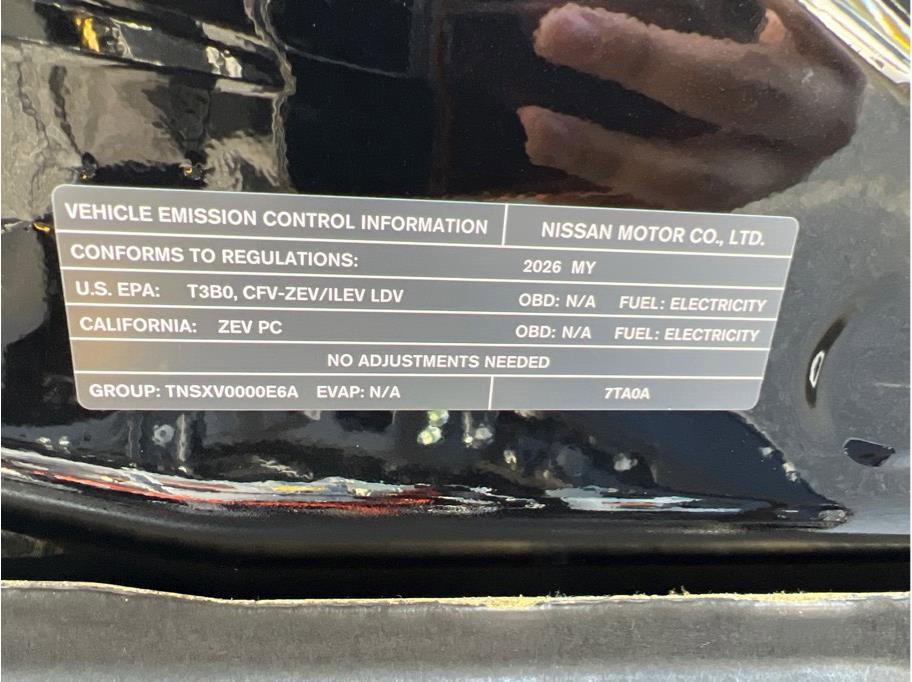 VEHICLE EMISSION CONTROL INFORMATION NISSAN MOTOR CO., LTD.
CONFORMS TO REGULATIONS: 2026 MY
U.S. EPA: T3B0, CFV-ZEV/ILEV LDV OBD: N/A FUEL: ELECTRICITY
CALIFORNIA: ZEV PC OBD: N/A FUEL: ELECTRICITY
NO ADJUSTMENTS NEEDED
GROUP: TNSXV0000E6A EVAP: N/A 7TA0A